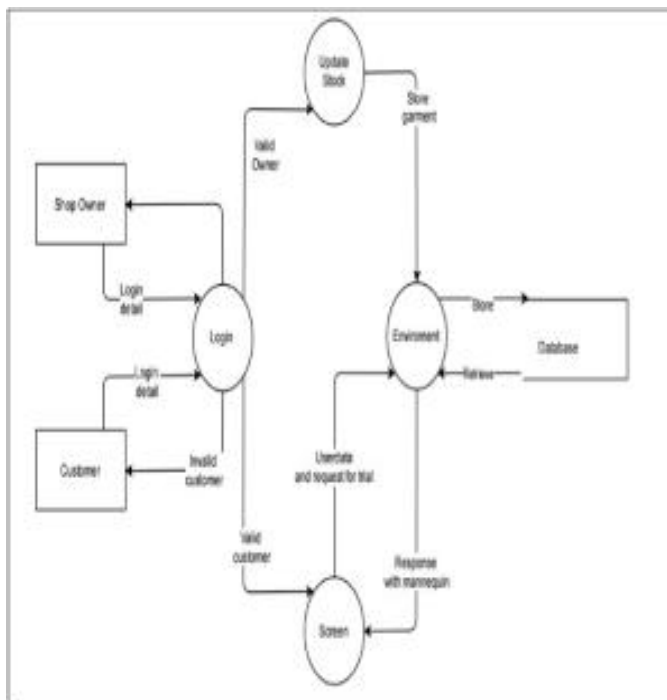 Update
Stock
Store
garment
Valid
Owner
Shop Owner
Login
detail
Login
Enviroment
Store
Database
Retrieve
Login
detail
Customer
Invalid
customer
Userdata
and request for trial
Valid
customer
Response
with mannequin
Screen